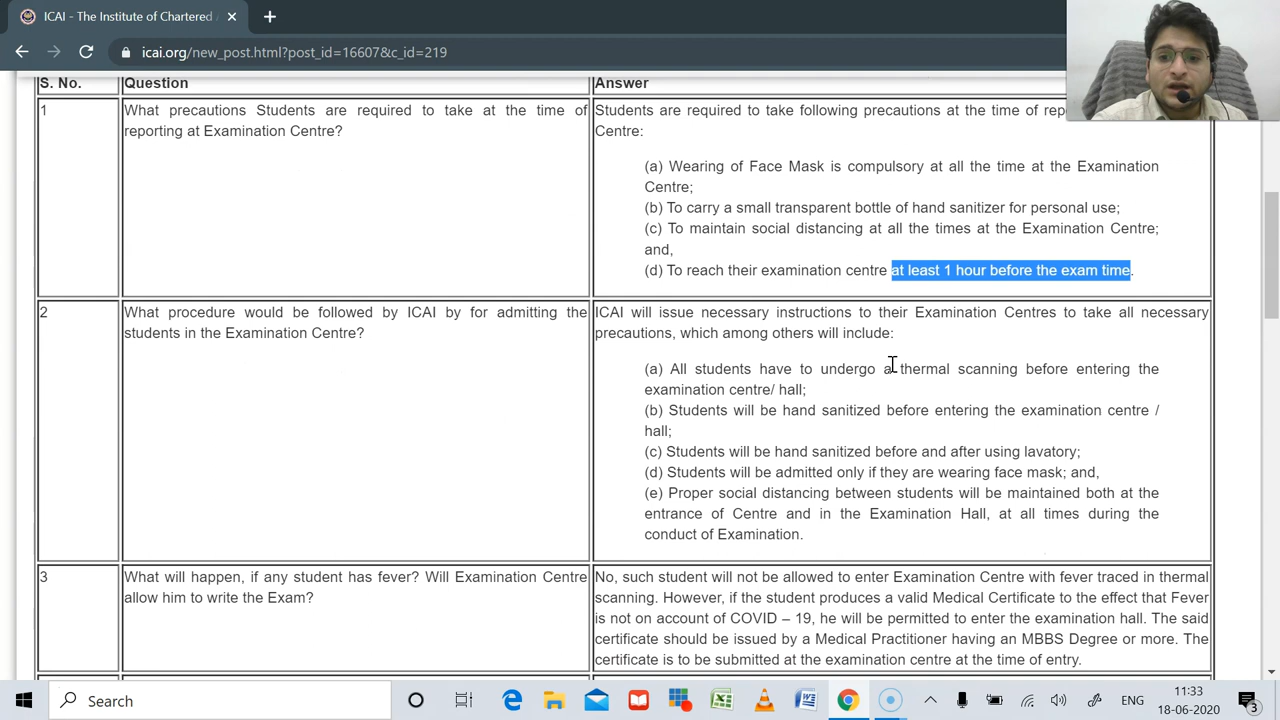 ICAI - The Institute of Chartered
icai.org/new_post.html?post_id=16607&c_id=219
S. No. Question Answer
1 What precautions Students are required to take at the time of reporting at Examination Centre?
Students are required to take following precautions at the time of
Centre:
(a) Wearing of Face Mask is compulsory at all the time at the Examination
Centre;
(b) To carry a small transparent bottle of hand sanitizer for personal use;
(c) To maintain social distancing at all the times at the Examination Centre;
and,
(d) To reach their examination centre at least 1 hour before the exam time.
2 What procedure would be followed by ICAI by for admitting the
students in the Examination Centre?
ICAI will issue necessary instructions to their Examination Centres to take all necessary
precautions, which among others will include:
(a) All students have to undergo a thermal scanning before entering the
examination centre/ hall;
(b) Students will be hand sanitized before entering the examination centre /
hall;
(c) Students will be hand sanitized before and after using lavatory;
(d) Students will be admitted only if they are wearing face mask; and,
(e) Proper social distancing between students will be maintained both at the
entrance of Centre and in the Examination Hall, at all times during the
conduct of Examination.
3 What will happen, if any student has fever? Will Examination Centre
allow him to write the Exam?
No, such student will not be allowed to enter Examination Centre with fever traced in thermal
scanning. However, if the student produces a valid Medical Certificate to the effect that Fever
is not on account of COVID – 19, he will be permitted to enter the examination hall. The said
certificate should be issued by a Medical Practitioner having an MBBS Degree or more. The
certificate is to be submitted at the examination centre at the time of entry.
Search
ENG
11:33
18-06-2020
3